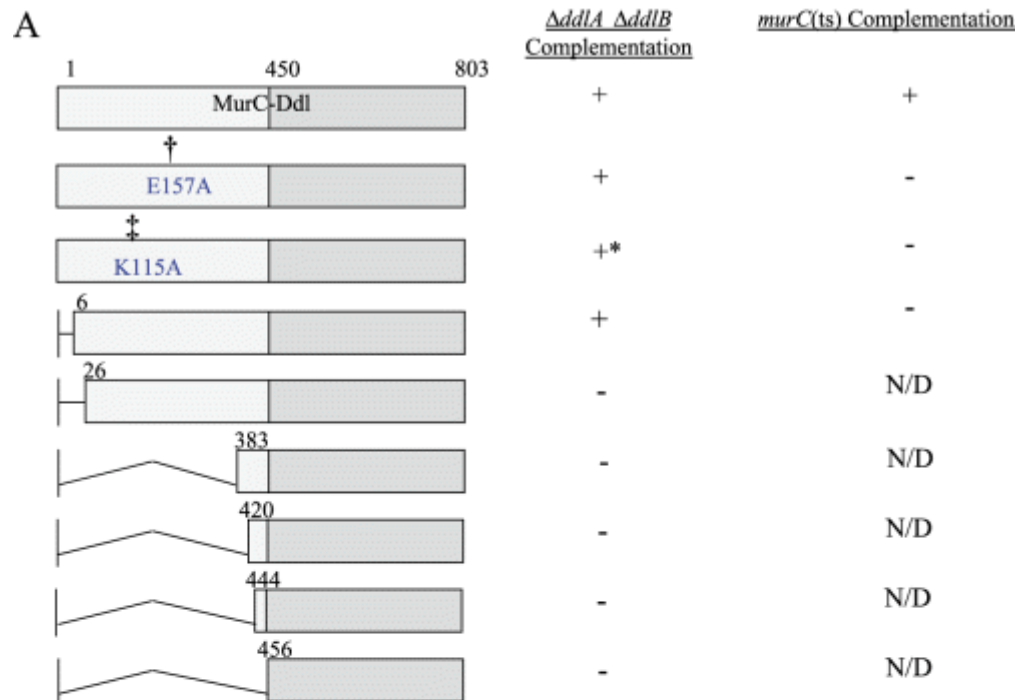 A
ΔddlA ΔddlB
Complementation
murC(ts) Complementation
1 450 803
MurC-Ddl + +
†
E157A + -
‡
K115A +* -
6 + -
26 - N/D
383 - N/D
420 - N/D
444 - N/D
456 - N/D